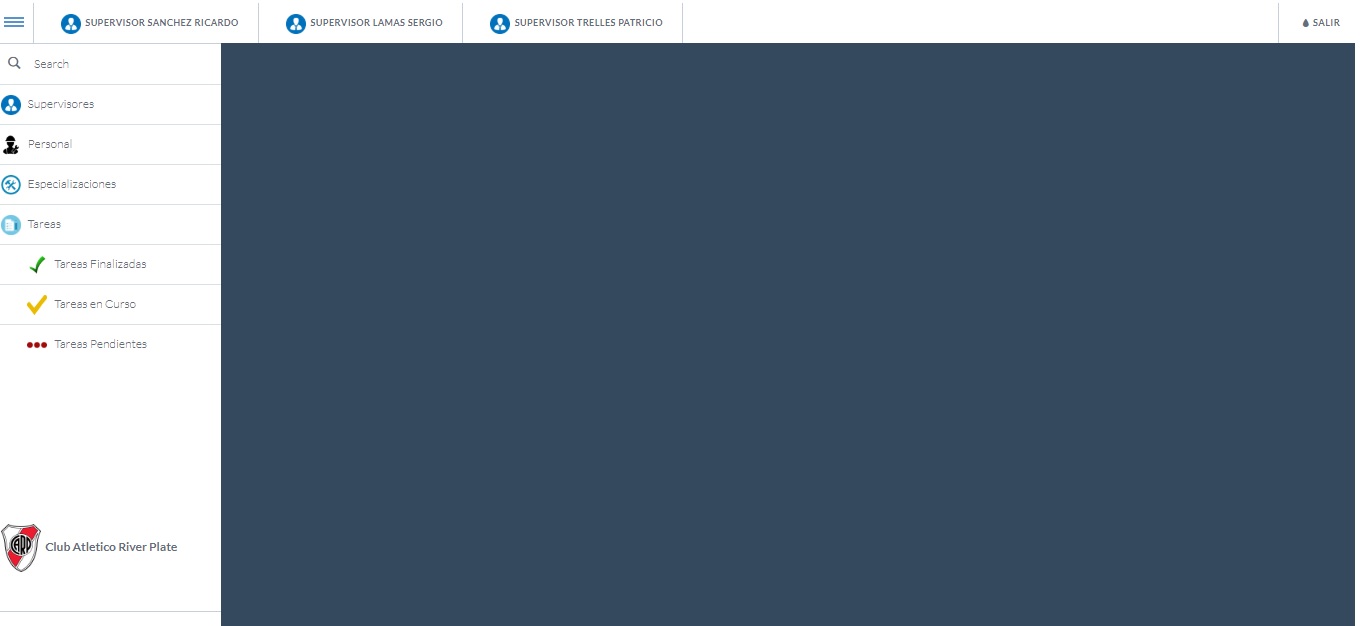 SUPERVISOR SANCHEZ RICARDO
SUPERVISOR LAMAS SERGIO
SUPERVISOR TRELLES PATRICIO
SALIR
Search
Supervisores
Personal
Especializaciones
Tareas
Tareas Finalizadas
Tareas en Curso
Tareas Pendientes
CARP
Club Atletico River Plate